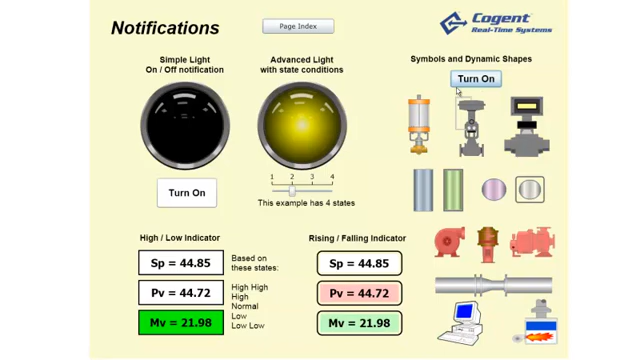 Notifications
Page Index
Cogent
Real-Time Systems
Simple Light
On / Off notification
Advanced Light
with state conditions
Symbols and Dynamic Shapes
Turn On
Turn On
1 2 3 4
This example has 4 states
High / Low Indicator
Sp = 44.85
Pv = 44.72
Mv = 21.98
Based on
these states:
High High
High
Normal
Low
Low Low
Rising / Falling Indicator
Sp = 44.85
Pv = 44.72
Mv = 21.98